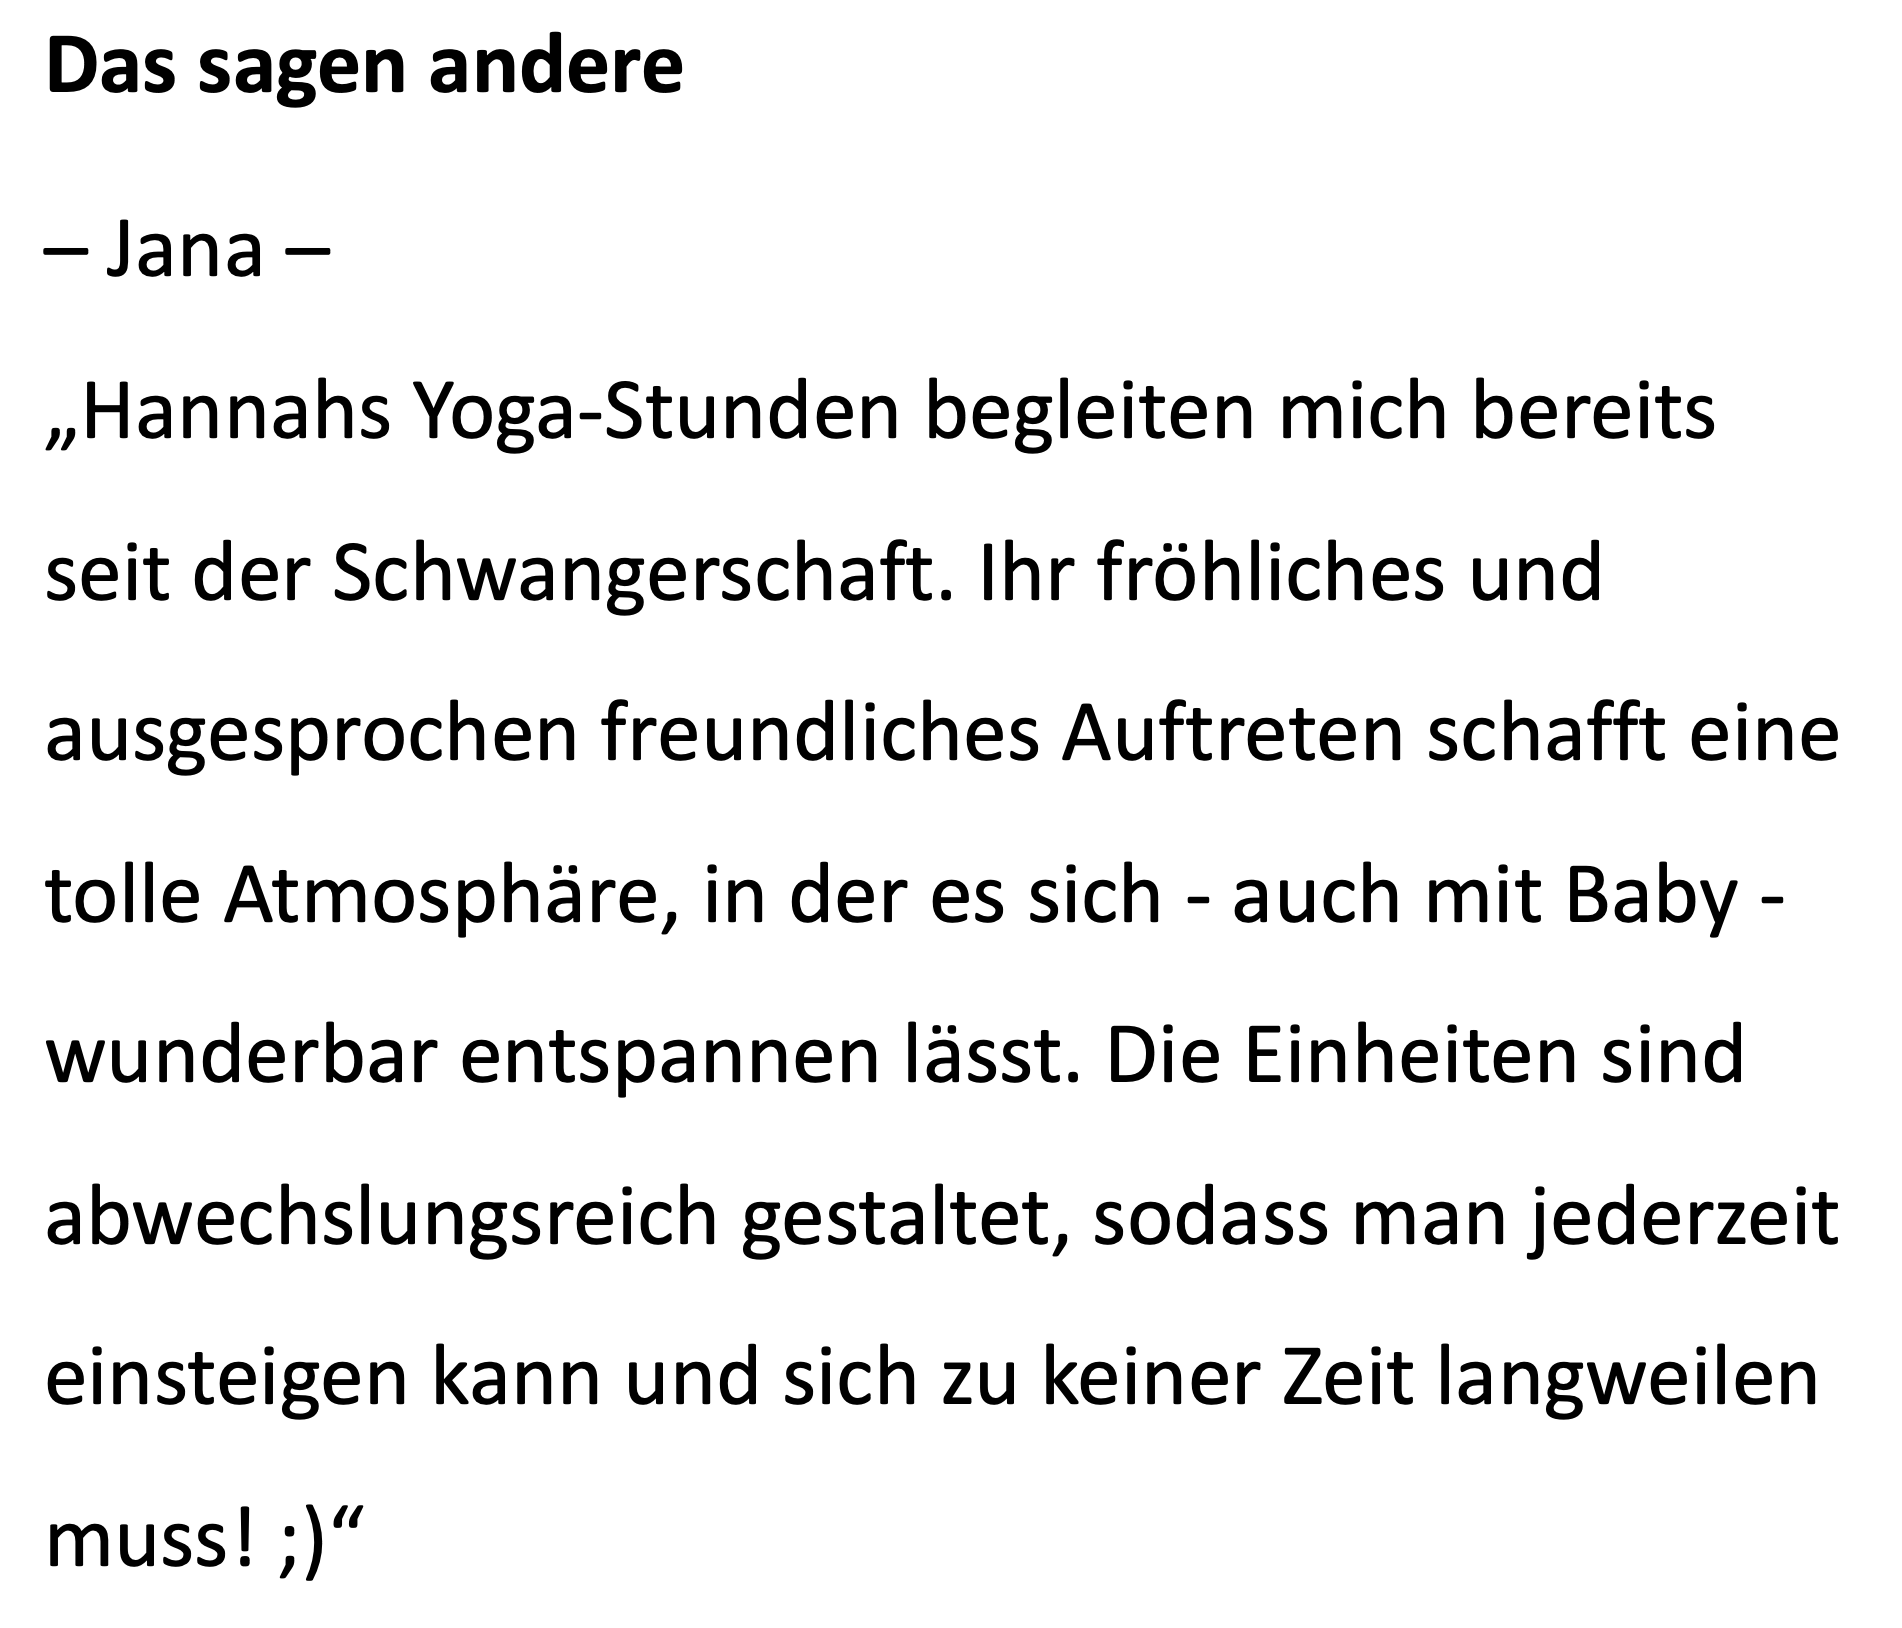 Das sagen andere
– Jana –
„Hannahs Yoga-Stunden begleiten mich bereits
seit der Schwangerschaft. Ihr fröhliches und
ausgesprochen freundliches Auftreten schafft eine
tolle Atmosphäre, in der es sich - auch mit Baby -
wunderbar entspannen lässt. Die Einheiten sind
abwechslungsreich gestaltet, sodass man jederzeit
einsteigen kann und sich zu keiner Zeit langweilen
muss! ;)“